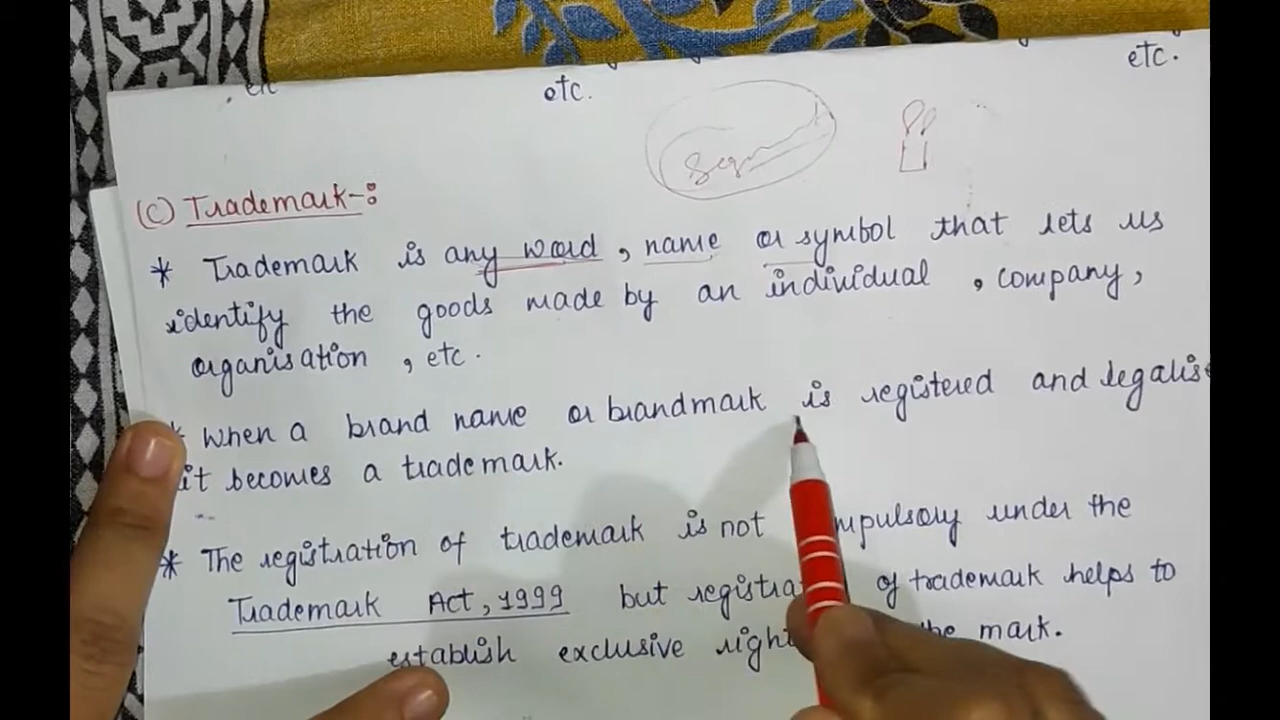 etc.
etc.
(C) Trademark-:
* Trademark is any word, name or symbol that lets us
identify the goods made by an individual, company,
organisation, etc.
* When a brand name or brandmark is registered and legalise
it becomes a trademark.
* The registration of trademark is not under the
Trademark Act, 1999 but of trademark helps to
establish exclusive the mark.